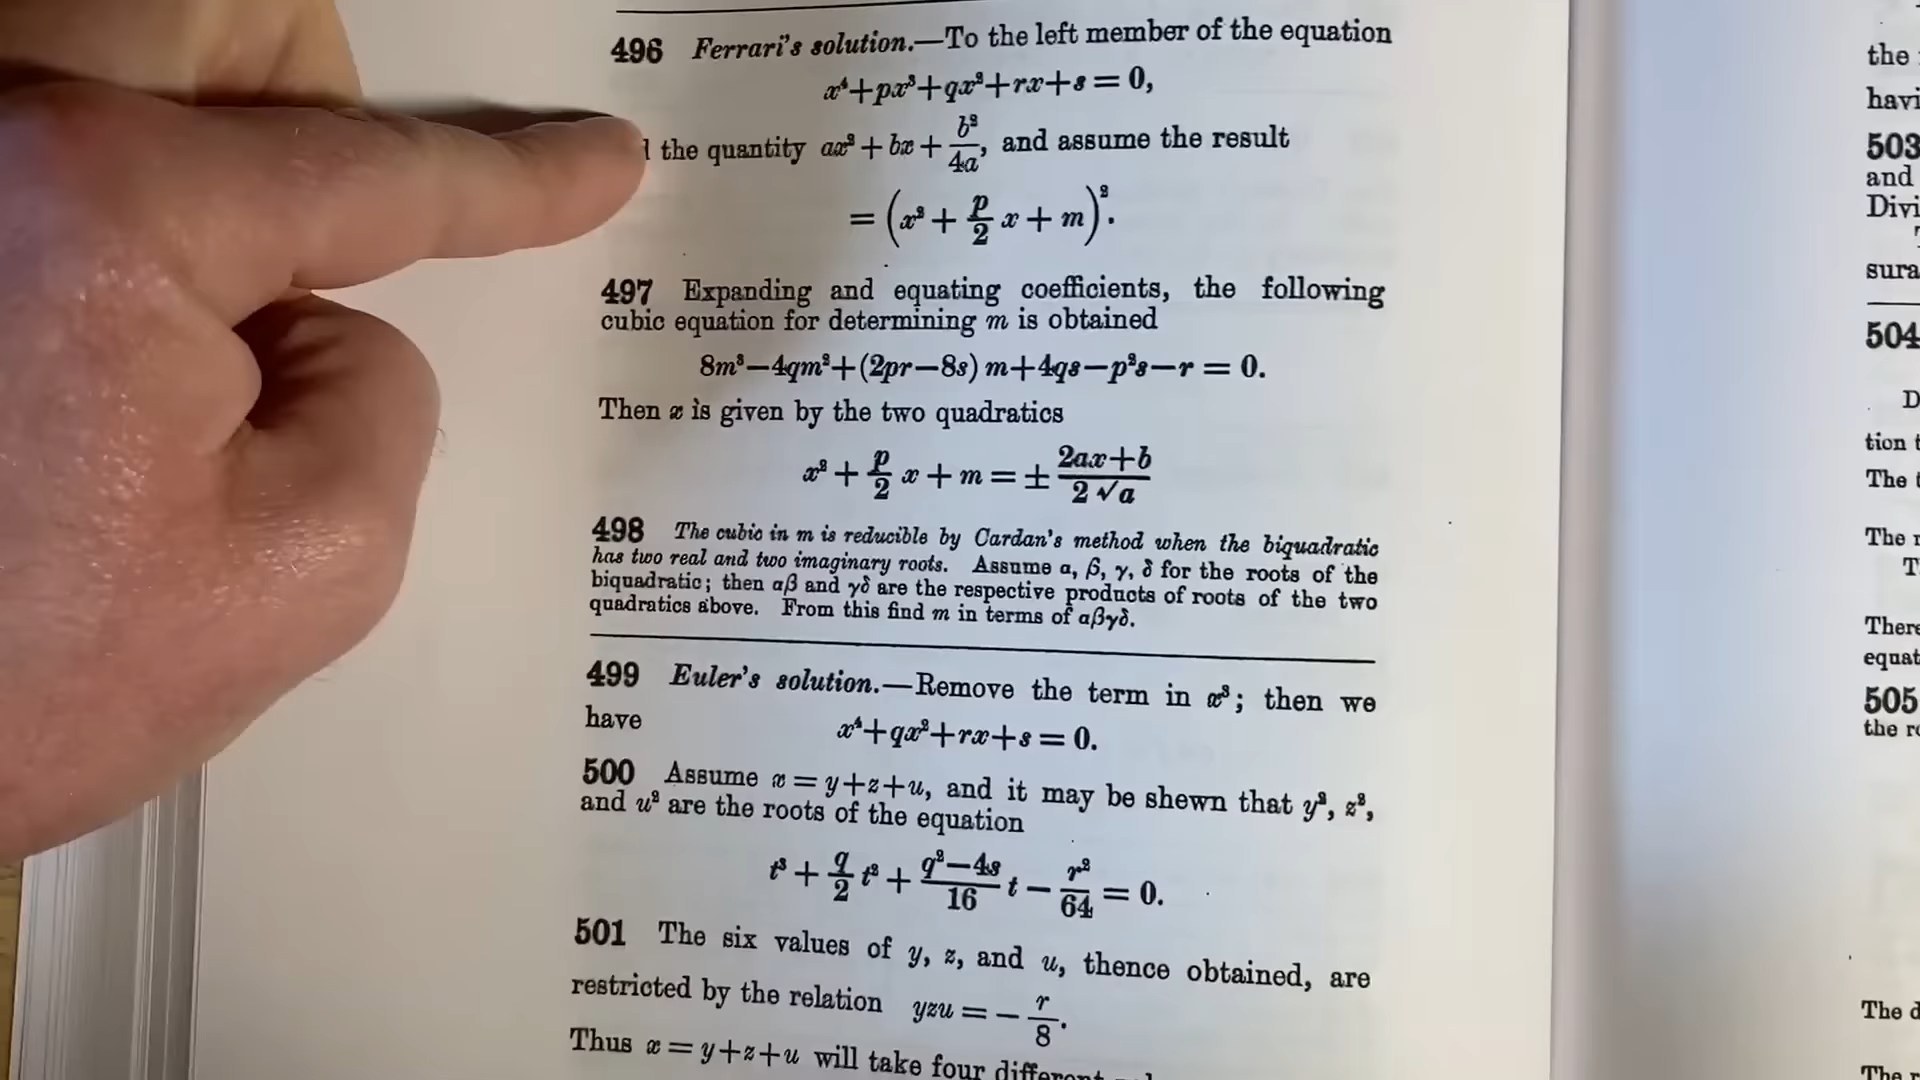 496 Ferrari's solution.—To the left member of the equation
x⁴+px³+qx²+rx+s = 0,
the quantity ax² + bx + b²/4a, and assume the result
= (x² + p/2 x + m)².
497 Expanding and equating coefficients, the following
cubic equation for determining m is obtained
8m³—4qm²+(2pr—8s) m+4qs—p²s—r = 0.
Then x is given by the two quadratics
x² + p/2 x + m = ± 2ax+b/2√a
498 The cubic in m is reducible by Cardan's method when the biquadratic
has two real and two imaginary roots. Assume α, β, γ, δ for the roots of the
biquadratic; then αβ and γδ are the respective products of roots of the two
quadratics above. From this find m in terms of αβγδ.
499 Euler's solution.—Remove the term in x³; then we
have x⁴+qx²+rx+s = 0.
500 Assume x = y+z+u, and it may be shewn that y², z²,
and u² are the roots of the equation
t³ + q/2 t² + q²—4s/16 t — r²/64 = 0.
501 The six values of y, z, and u, thence obtained, are
restricted by the relation yzu = — r/8.
Thus x = y+z+u will take four
the
503
and
Divi
504
tion
The
The
equat
505
the
The
The